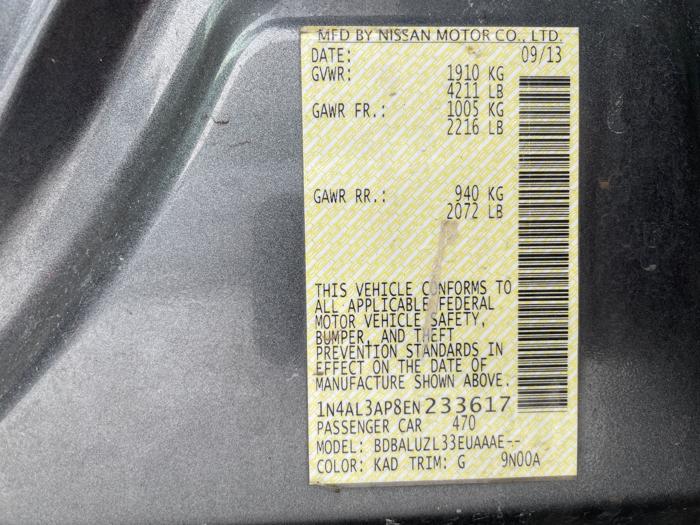 MFD BY NISSAN MOTOR CO., LTD.
DATE: 09/13
GVWR: 1910 KG
4211 LB
GAWR FR.: 1005 KG
2216 LB
GAWR RR.: 940 KG
2072 LB
THIS VEHICLE CONFORMS TO
ALL APPLICABLE FEDERAL
MOTOR VEHICLE SAFETY,
BUMPER, AND THEFT
PREVENTION STANDARDS IN
EFFECT ON THE DATE OF
MANUFACTURE SHOWN ABOVE.
1N4AL3AP8EN233617
PASSENGER CAR 470
MODEL: BDBALUZL33EUAAAE--
COLOR: KAD TRIM: G 9N00A